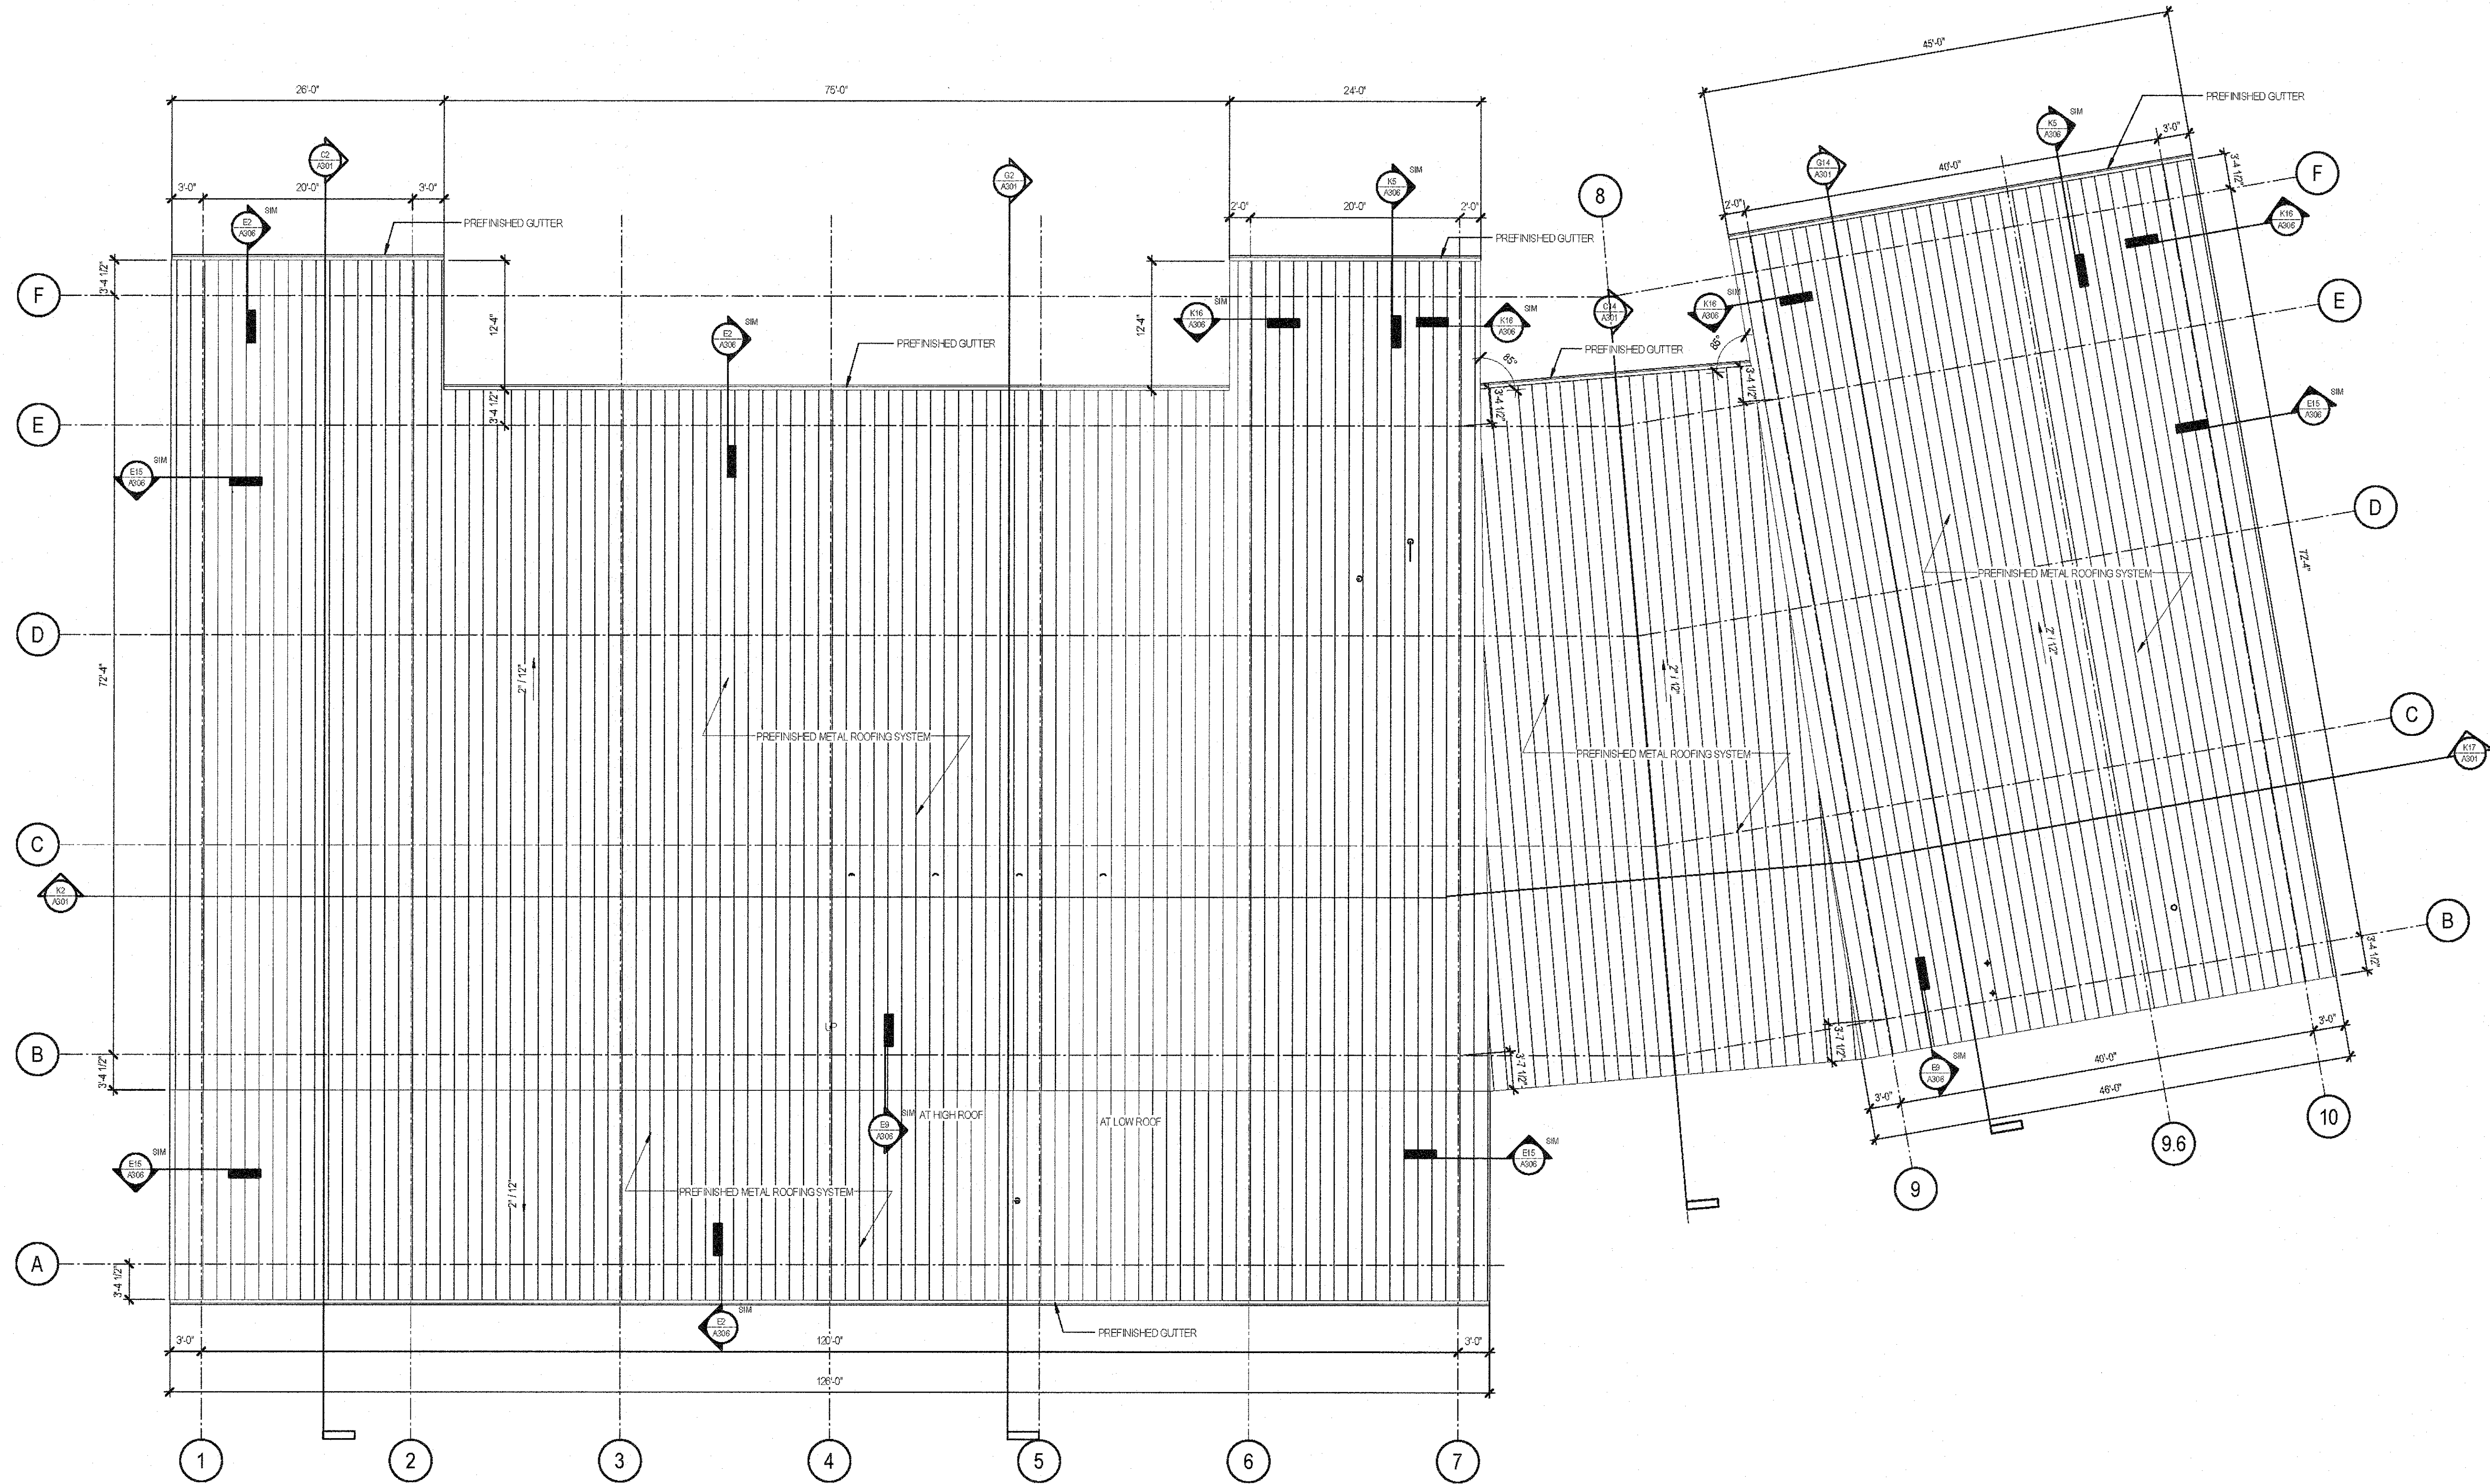 45'-0"
26'-0"
75'-0"
24'-0"
PREFINISHED GUTTER
K5
A306
SIM
3'-0"
C2
A301
G2
A301
G14
A301
40'-0"
3'-4 1/2"
F
3'-0"
20'-0"
3'-0"
K5
A306
SIM
8
2'-0"
20'-0"
2'-0"
2'-0"
K16
A306
SIM
E2
A306
SIM
PREFINISHED GUTTER
PREFINISHED GUTTER
3'-4 1/2"
F
E
K16
A306
SIM
K16
A306
SIM
K16
A306
SIM
C14
A301
12'-4"
12'-4"
E2
A306
SIM
PREFINISHED GUTTER
PREFINISHED GUTTER
85°
85°
3'-4 1/2"
3'-4 1/2"
3'-4 1/2"
E
E15
A306
SIM
E15
A306
SIM
D
72'-4"
PREFINISHED METAL ROOFING SYSTEM
D
72'-4"
2" / 12"
2" / 12"
2" / 12"
PREFINISHED METAL ROOFING SYSTEM
PREFINISHED METAL ROOFING SYSTEM
C
K17
A301
C
K2
A301
B
3'-4 1/2"
B
3'-4 1/2"
3'-7 1/2"
3'-7 1/2"
E9
A306
SIM
40'-0"
3'-0"
3'-0"
46'-0"
E9
A306
SIM
AT HIGH ROOF
AT LOW ROOF
10
9.6
9
E15
A306
SIM
E15
A306
SIM
2" / 12"
PREFINISHED METAL ROOFING SYSTEM
A
3'-4 1/2"
E2
A306
SIM
PREFINISHED GUTTER
3'-0"
120'-0"
3'-0"
126'-0"
1
2
3
4
5
6
7